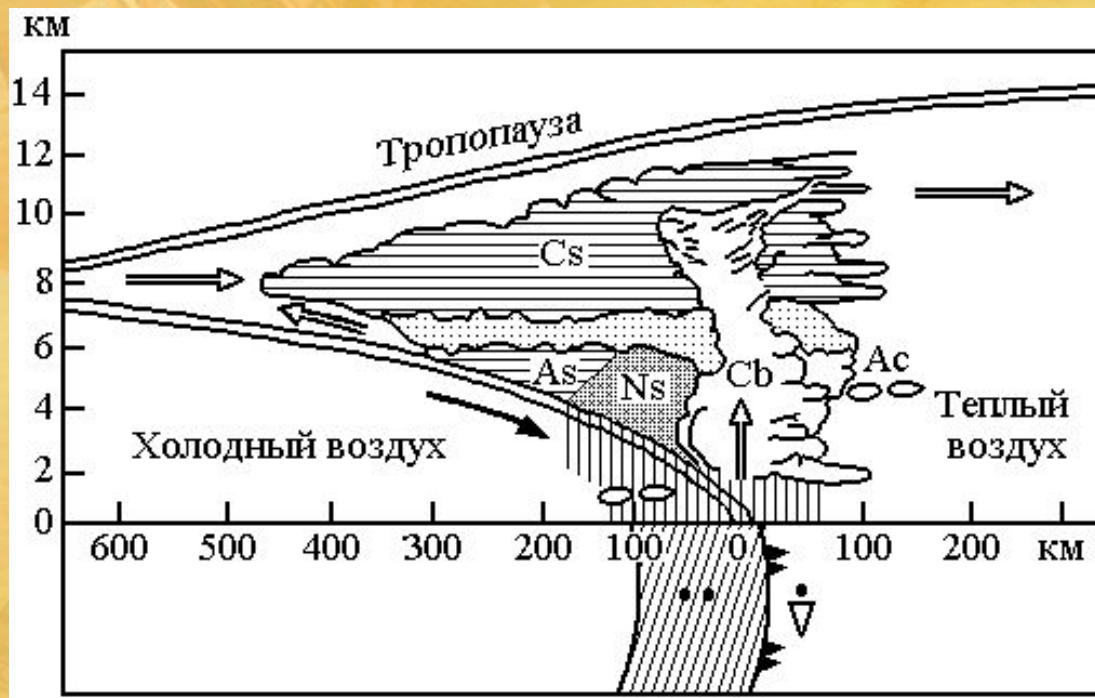 км
14
Тропопауза
12
10
Cs
8
6
As
Ns
Cb
Ac
4
Холодный воздух
Теплый
воздух
2
0
600 500 400 300 200 100 0 100 200 км